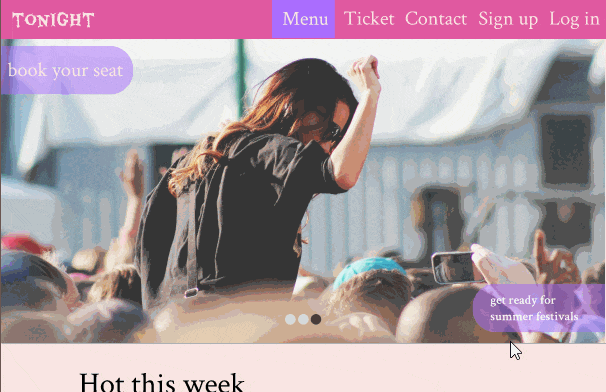 TONIGHT
Menu Ticket Contact Sign up Log in
book your seat
get ready for
summer festivals
Hot this week